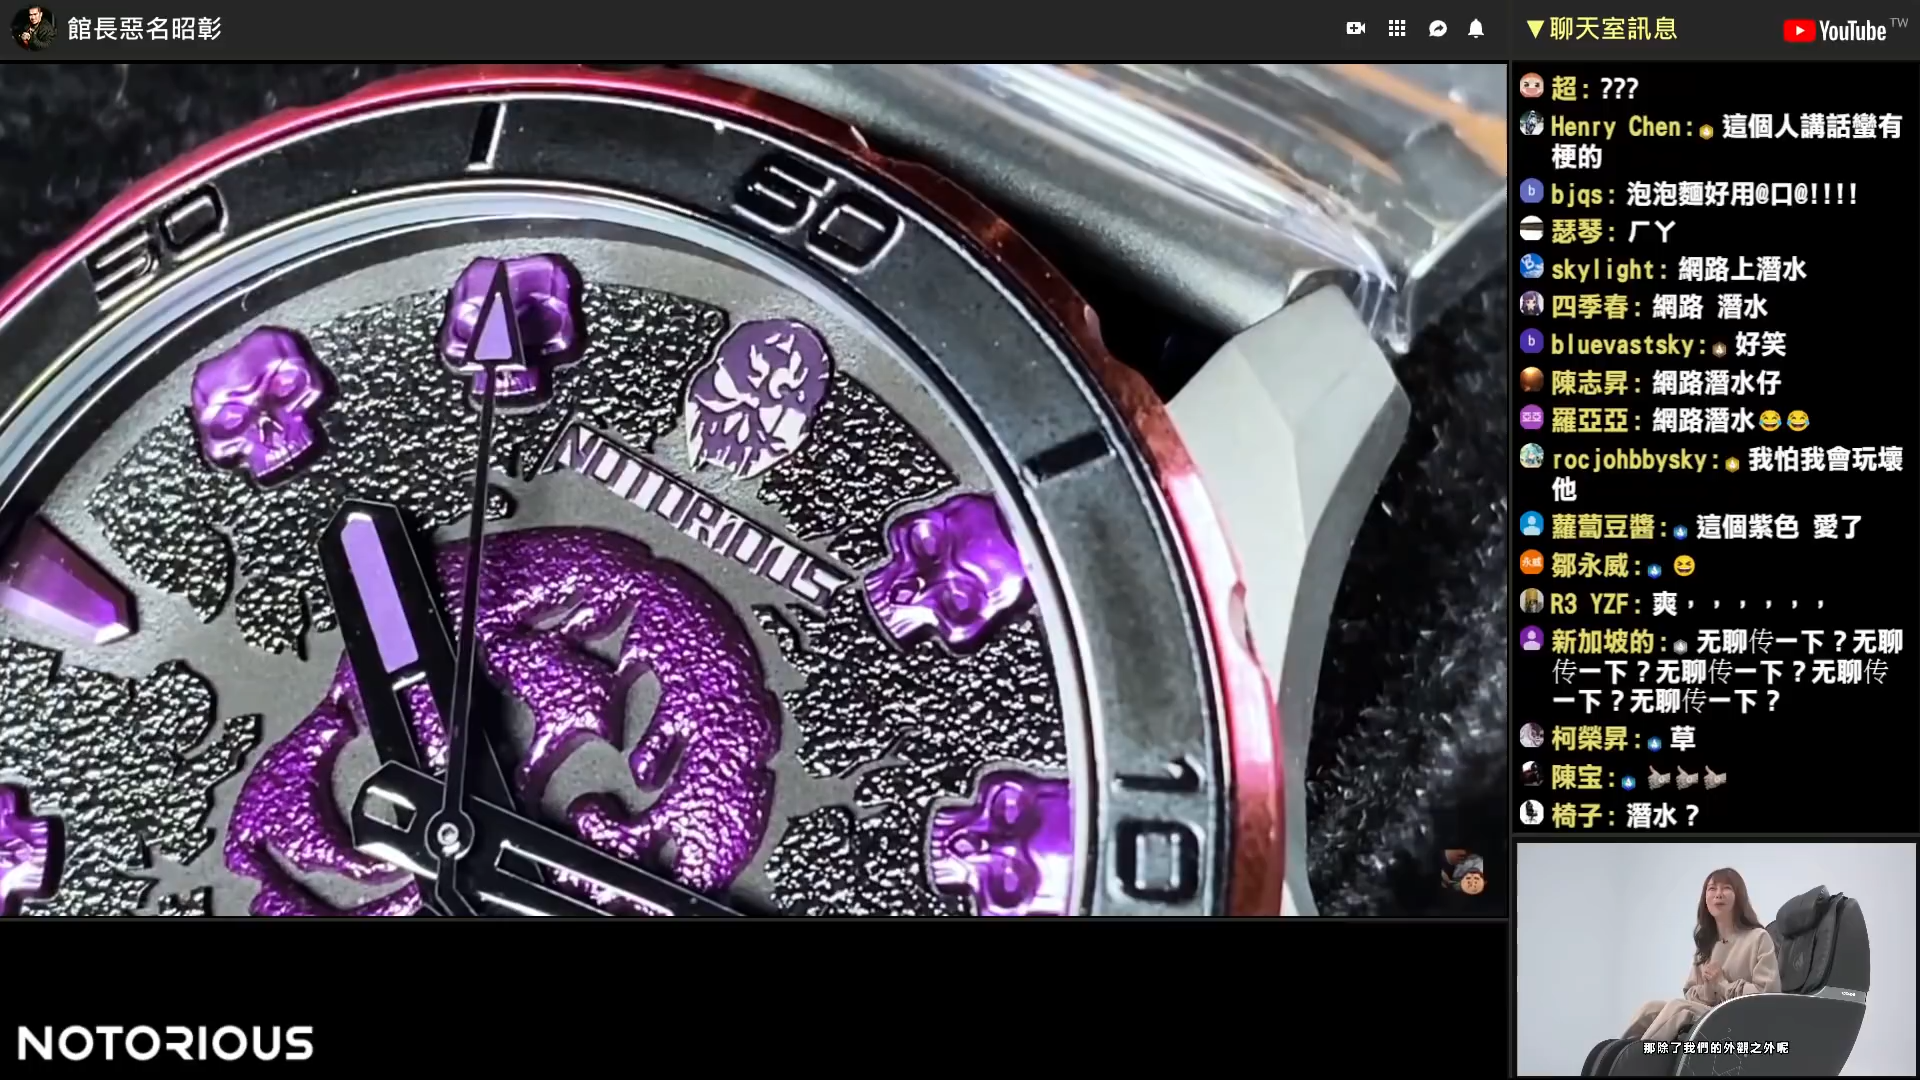 館長惡名昭彰
▼聊天室訊息
YouTube TW
超: ???
Henry Chen: 這個人講話蠻有
梗的
bjqs: 泡泡麵好用@口@!!!!
瑟琴: ㄏㄚ
skylight: 網路上潛水
四季春: 網路 潛水
bluevastsky: 好笑
陳志昇: 網路潛水仔
羅亞亞: 網路潛水😂😂
rocjohbbysky: 我怕我會玩壞
他
蘿蔔豆醬: 這個紫色 愛了
鄒永威: 😆
R3 YZF: 爽，，，，，，
新加坡的: 无聊传一下？无聊
传一下？无聊传一下？无聊传
一下？无聊传一下？
柯榮昇: 草
陳宝:
椅子: 潛水？
30
30
NOTORIOUS
10
NOTORIOUS
那除了我們的外觀之外呢